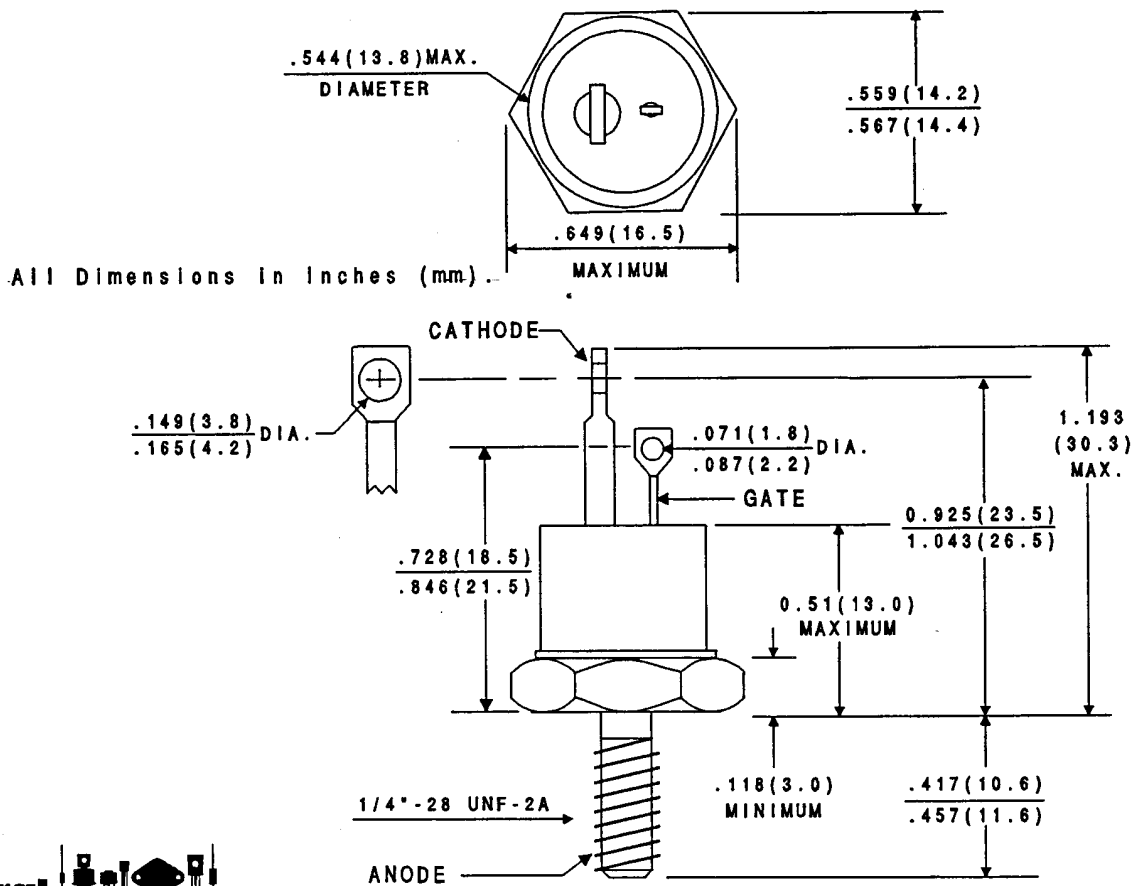 .544(13.8)MAX.
DIAMETER
.559(14.2)
.567(14.4)
.649(16.5)
MAXIMUM
All Dimensions in Inches (mm).
CATHODE
.149(3.8)
.165(4.2) DIA.
.071(1.8)
.087(2.2) DIA.
GATE
1.193
(30.3)
MAX.
0.925(23.5)
1.043(26.5)
.728(18.5)
.846(21.5)
0.51(13.0)
MAXIMUM
.118(3.0)
MINIMUM
.417(10.6)
.457(11.6)
1/4"-28 UNF-2A
ANODE